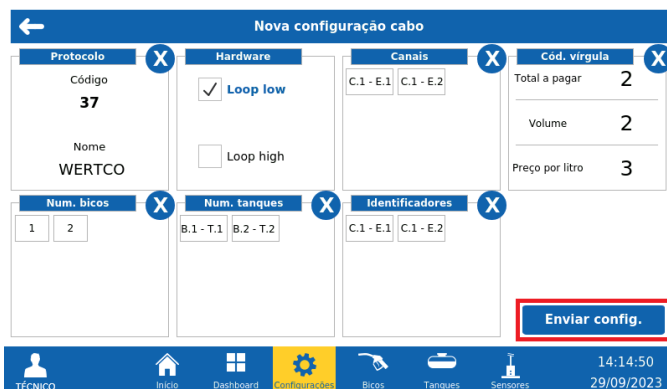 Nova configuração cabo
Protocolo X
Código
37
Nome
WERTCO
Hardware
Loop low
Loop high
Canais X
C.1 - E.1 C.1 - E.2
Cód. vírgula X
Total a pagar 2
Volume 2
Preço por litro 3
Num. bicos X
1 2
Num. tanques X
B.1 - T.1 B.2 - T.2
Identificadores X
C.1 - E.1 C.1 - E.2
Enviar config.
TÉCNICO
Início
Dashboard
Configurações
Bicos
Tanques
Sensores
14:14:50
29/09/2023